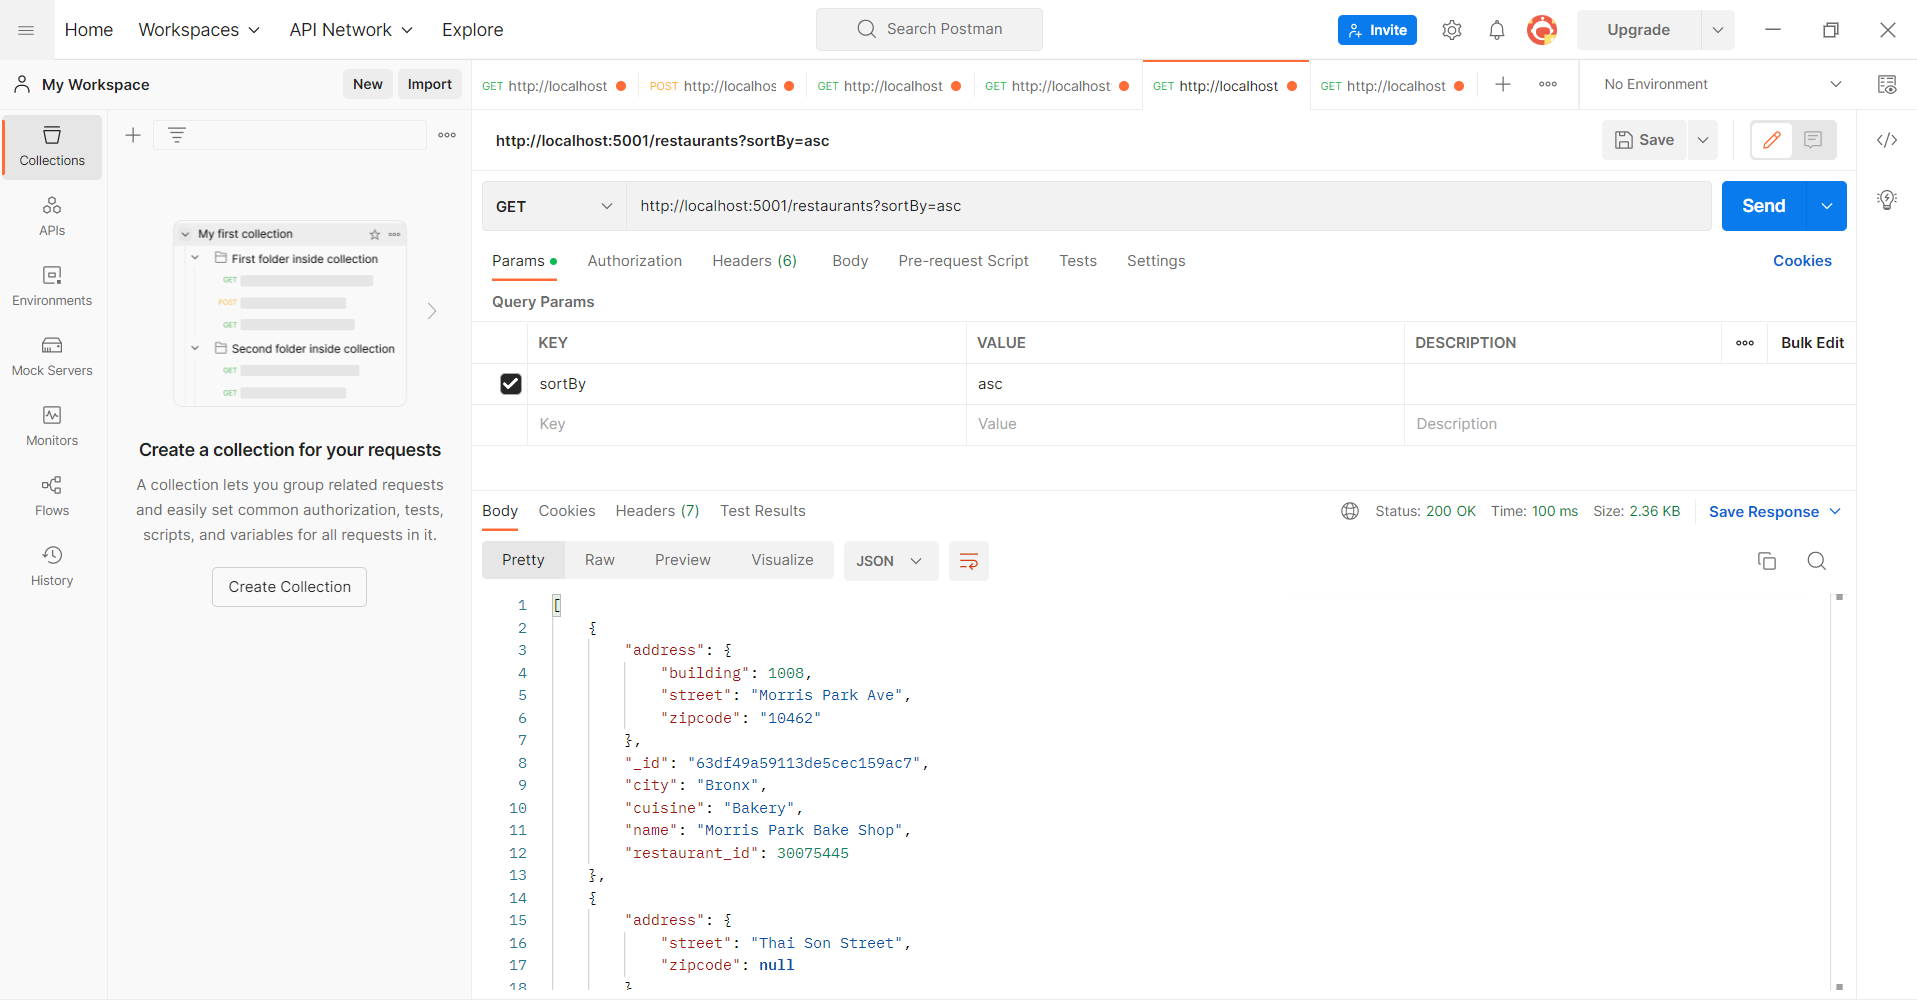 Home
Workspaces
API Network
Explore
Search Postman
Invite
Upgrade
My Workspace
New
Import
GET http://localhost
POST http://localhos
GET http://localhost
GET http://localhost
GET http://localhost
GET http://localhost
No Environment
Collections
APIs
Environments
Mock Servers
Monitors
Flows
History
My first collection
First folder inside collection
GET
POST
GET
Second folder inside collection
GET
GET
Create a collection for your requests
A collection lets you group related requests
and easily set common authorization, tests,
scripts, and variables for all requests in it.
Create Collection
http://localhost:5001/restaurants?sortBy=asc
Save
GET
http://localhost:5001/restaurants?sortBy=asc
Send
Params
Authorization
Headers (6)
Body
Pre-request Script
Tests
Settings
Cookies
Query Params
KEY
VALUE
DESCRIPTION
Bulk Edit
sortBy
asc
Key
Value
Description
Body
Cookies
Headers (7)
Test Results
Status: 200 OK
Time: 100 ms
Size: 2.36 KB
Save Response
Pretty
Raw
Preview
Visualize
JSON
1 [
2 {
3 "address": {
4 "building": 1008,
5 "street": "Morris Park Ave",
6 "zipcode": "10462"
7 },
8 "_id": "63df49a59113de5cec159ac7",
9 "city": "Bronx",
10 "cuisine": "Bakery",
11 "name": "Morris Park Bake Shop",
12 "restaurant_id": 30075445
13 },
14 {
15 "address": {
16 "street": "Thai Son Street",
17 "zipcode": null
18 }